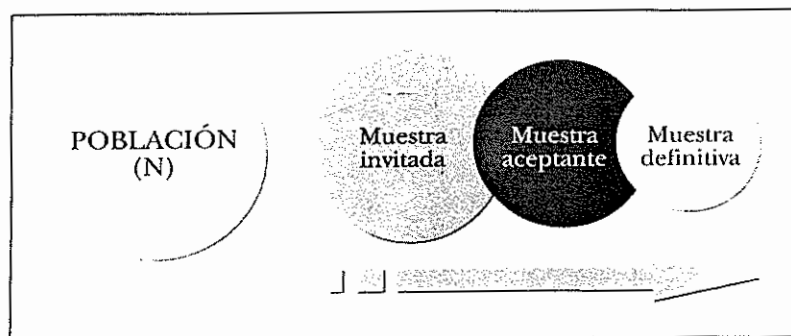 POBLACIÓN
(N)
Muestra
invitada
Muestra
aceptante
Muestra
definitiva